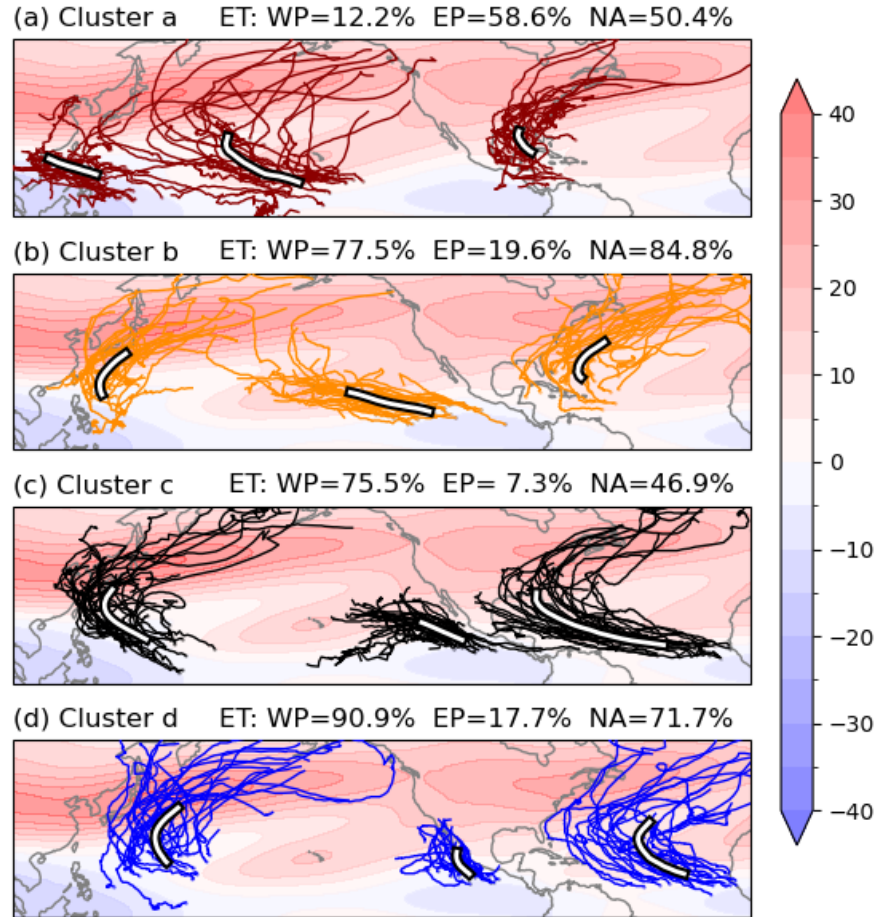 (a) Cluster a ET: WP=12.2% EP=58.6% NA=50.4%
(b) Cluster b ET: WP=77.5% EP=19.6% NA=84.8%
(c) Cluster c ET: WP=75.5% EP= 7.3% NA=46.9%
(d) Cluster d ET: WP=90.9% EP=17.7% NA=71.7%
40
30
20
10
0
−10
−20
−30
−40